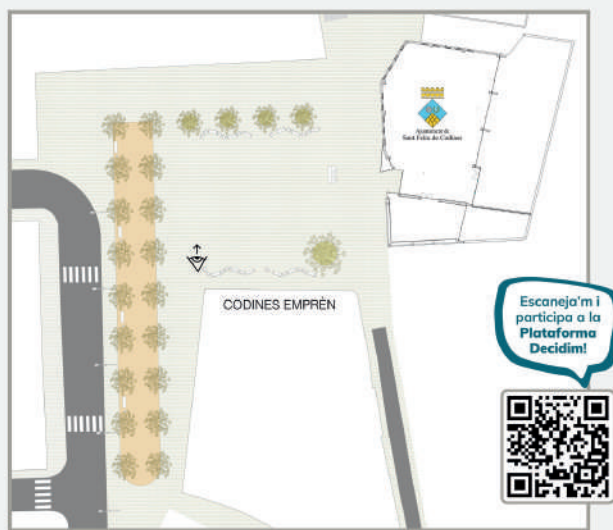 Ajuntament de
Sant Feliu de Codines
CODINES EMPRÈN
Escaneja'm i
participa a la
Plataforma
Decidim!